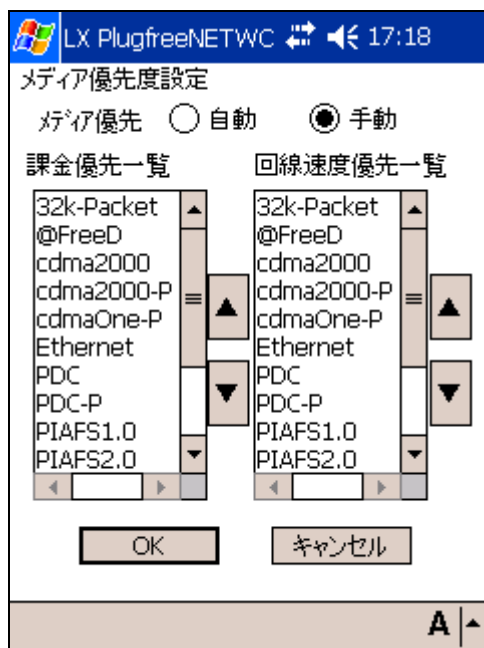 LX PlugfreeNETWC 17:18
メディア優先度設定
ﾒﾃﾞｨｱ優先 自動 手動
課金優先一覧
32k-Packet
@FreeD
cdma2000
cdma2000-P
cdmaOne-P
Ethernet
PDC
PDC-P
PIAFS1.0
PIAFS2.0
回線速度優先一覧
32k-Packet
@FreeD
cdma2000
cdma2000-P
cdmaOne-P
Ethernet
PDC
PDC-P
PIAFS1.0
PIAFS2.0
OK ｷｬﾝｾﾙ
A